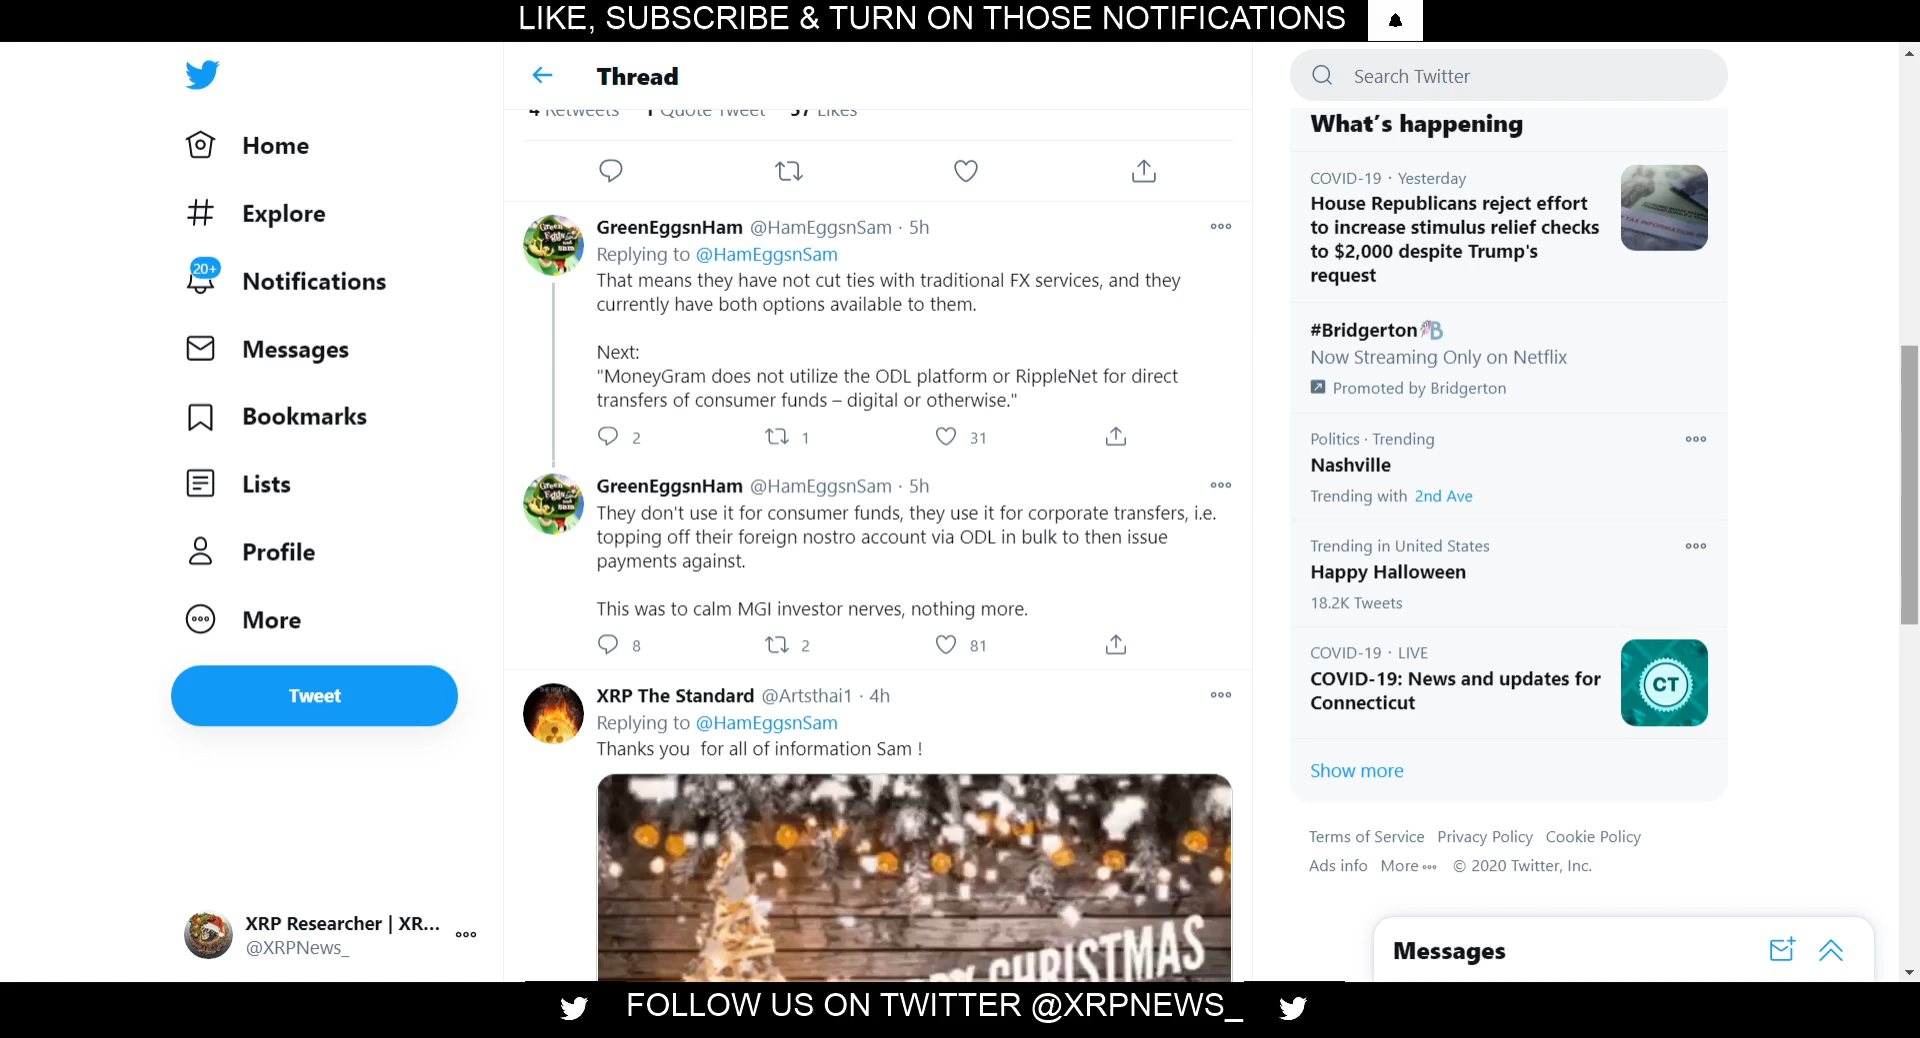 LIKE, SUBSCRIBE & TURN ON THOSE NOTIFICATIONS
Home
Explore
20+
Notifications
Messages
Bookmarks
Lists
Profile
More
Tweet
XRP Researcher | XR...
@XRPNews_
Thread
4 Retweets 1 Quote Tweet 57 Likes
GreenEggsnHam @HamEggsnSam · 5h
Replying to @HamEggsnSam
That means they have not cut ties with traditional FX services, and they
currently have both options available to them.
Next:
"MoneyGram does not utilize the ODL platform or RippleNet for direct
transfers of consumer funds – digital or otherwise."
2 1 31
GreenEggsnHam @HamEggsnSam · 5h
They don't use it for consumer funds, they use it for corporate transfers, i.e.
topping off their foreign nostro account via ODL in bulk to then issue
payments against.
This was to calm MGI investor nerves, nothing more.
8 2 81
XRP The Standard @Artsthai1 · 4h
Replying to @HamEggsnSam
Thanks you  for all of information Sam !
CHRISTMAS
Search Twitter
What's happening
COVID-19 · Yesterday
House Republicans reject effort
to increase stimulus relief checks
to $2,000 despite Trump's
request
#Bridgerton
Now Streaming Only on Netflix
Promoted by Bridgerton
Politics · Trending
Nashville
Trending with 2nd Ave
Trending in United States
Happy Halloween
18.2K Tweets
COVID-19 · LIVE
COVID-19: News and updates for
Connecticut
CT
Show more
Terms of Service Privacy Policy Cookie Policy
Ads info More © 2020 Twitter, Inc.
Messages
FOLLOW US ON TWITTER @XRPNEWS_